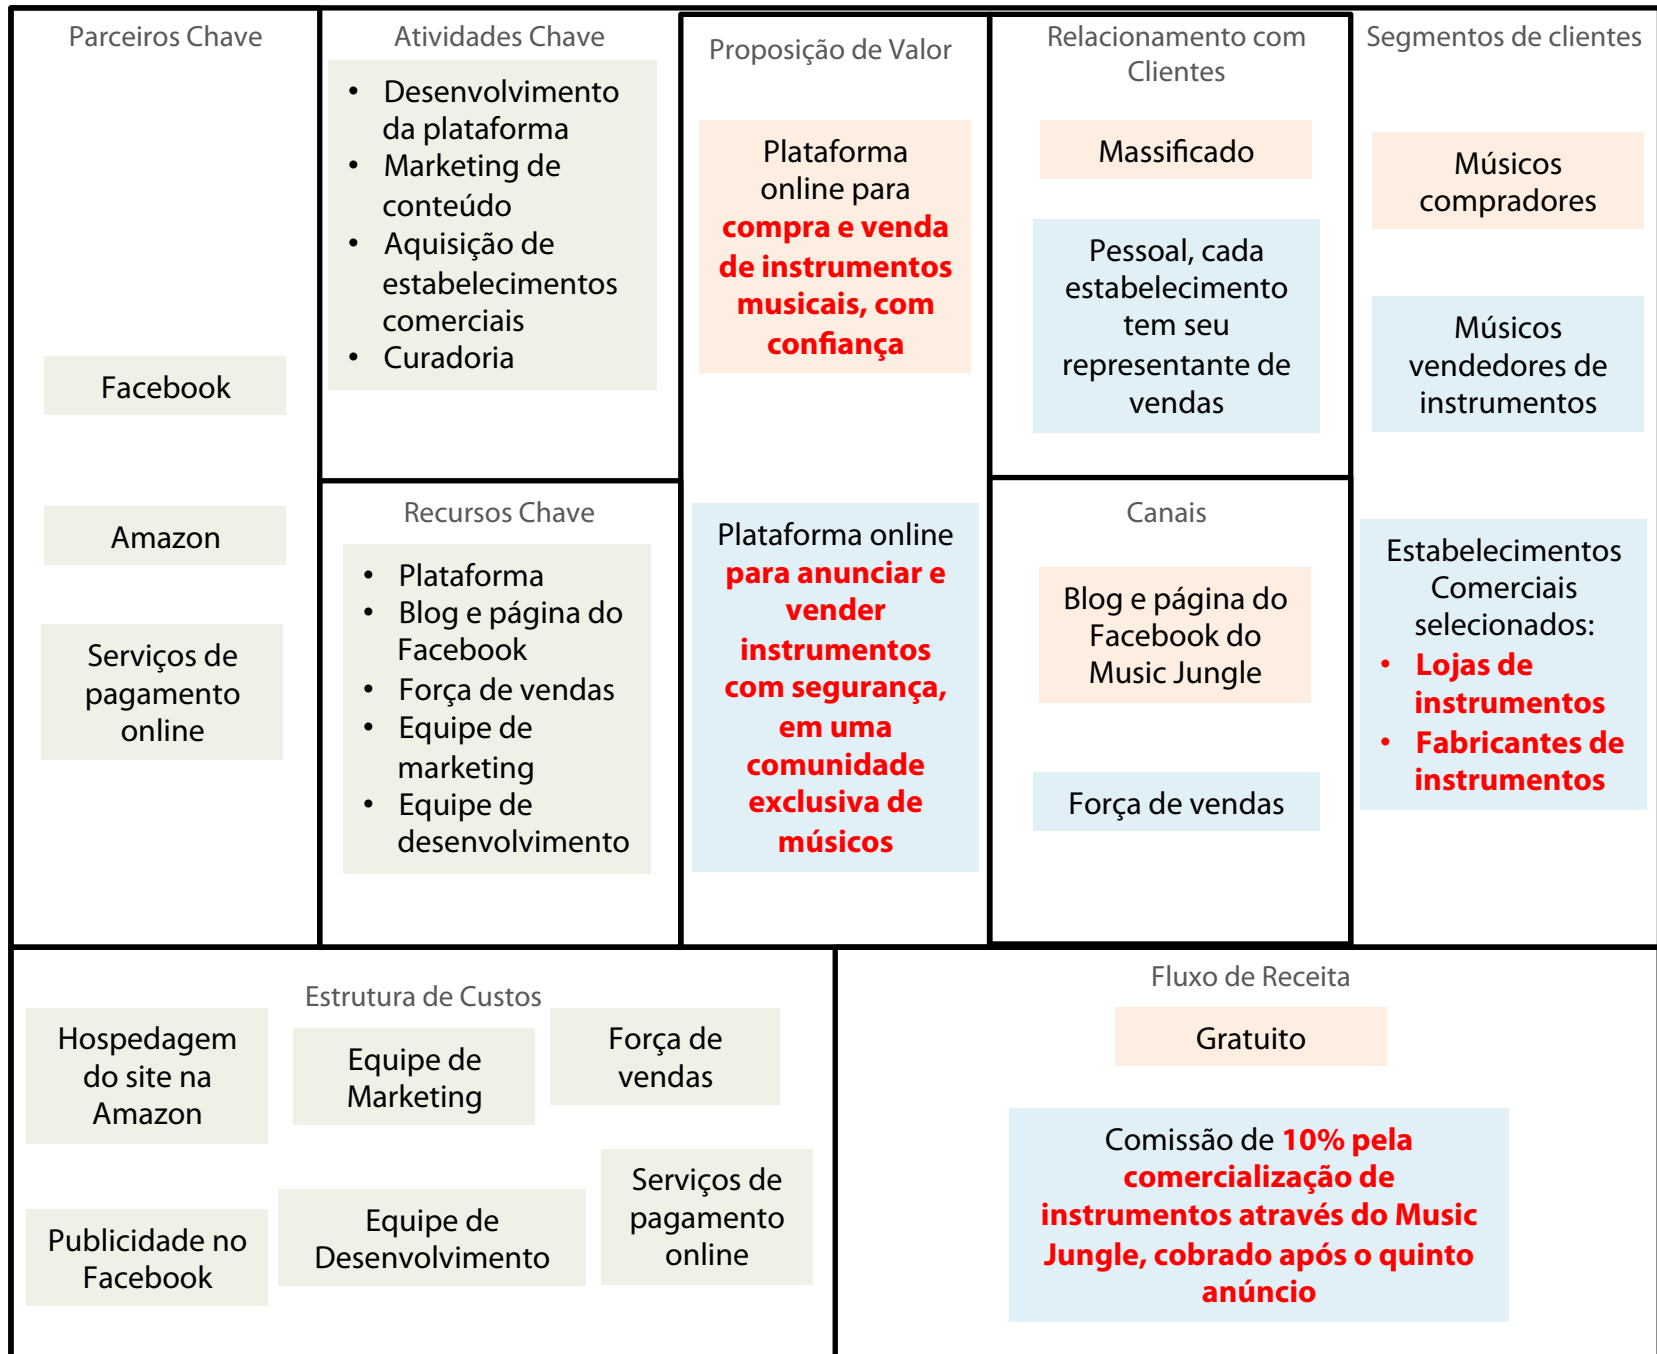 Parceiros Chave
Facebook
Amazon
Serviços de
pagamento
online
Atividades Chave
• Desenvolvimento
da plataforma
• Marketing de
conteúdo
• Aquisição de
estabelecimentos
comerciais
• Curadoria
Recursos Chave
• Plataforma
• Blog e página do
Facebook
• Força de vendas
• Equipe de
marketing
• Equipe de
desenvolvimento
Proposição de Valor
Plataforma
online para
compra e venda
de instrumentos
musicais, com
confiança
Plataforma online
para anunciar e
vender
instrumentos
com segurança,
em uma
comunidade
exclusiva de
músicos
Relacionamento com
Clientes
Massificado
Pessoal, cada
estabelecimento
tem seu
representante de
vendas
Canais
Blog e página do
Facebook do
Music Jungle
Força de vendas
Segmentos de clientes
Músicos
compradores
Músicos
vendedores de
instrumentos
Estabelecimentos
Comerciais
selecionados:
• Lojas de
instrumentos
• Fabricantes de
instrumentos
Estrutura de Custos
Hospedagem
do site na
Amazon
Equipe de
Marketing
Força de
vendas
Publicidade no
Facebook
Equipe de
Desenvolvimento
Serviços de
pagamento
online
Fluxo de Receita
Gratuito
Comissão de 10% pela
comercialização de
instrumentos através do Music
Jungle, cobrado após o quinto
anúncio